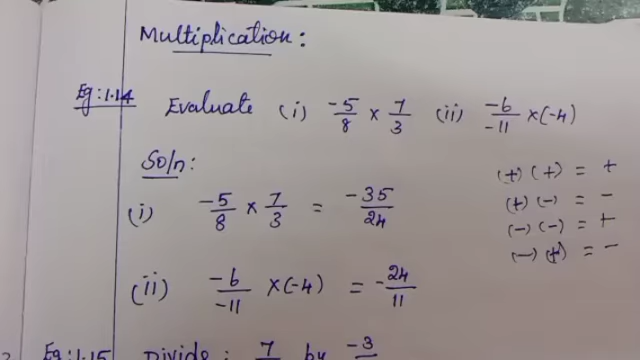 Multiplication:
Eg:1.14 Evaluate (i) -5/8 × 7/3 (ii) -6/-11 × (-4)
Soln:
(i) -5/8 × 7/3 = -35/24
(ii) -6/-11 × (-4) = -24/11
(+) (+) = +
(+) (-) = -
(-) (-) = +
(-) (+) = -
Eg:1.15 Divide: 7 by -3